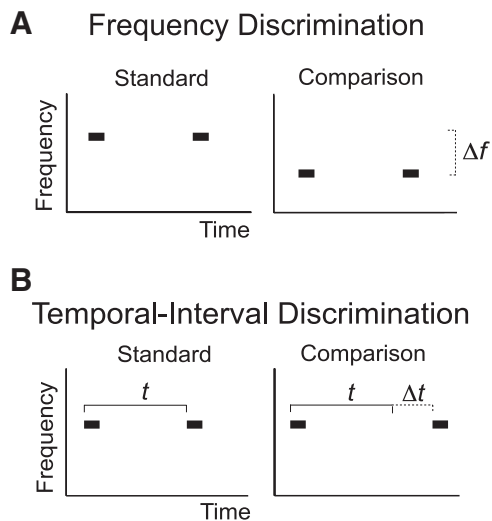 A
Frequency Discrimination
Standard
Comparison
Frequency
Δf
Time
B
Temporal-Interval Discrimination
Standard
Comparison
Frequency
t
t
Δt
Time